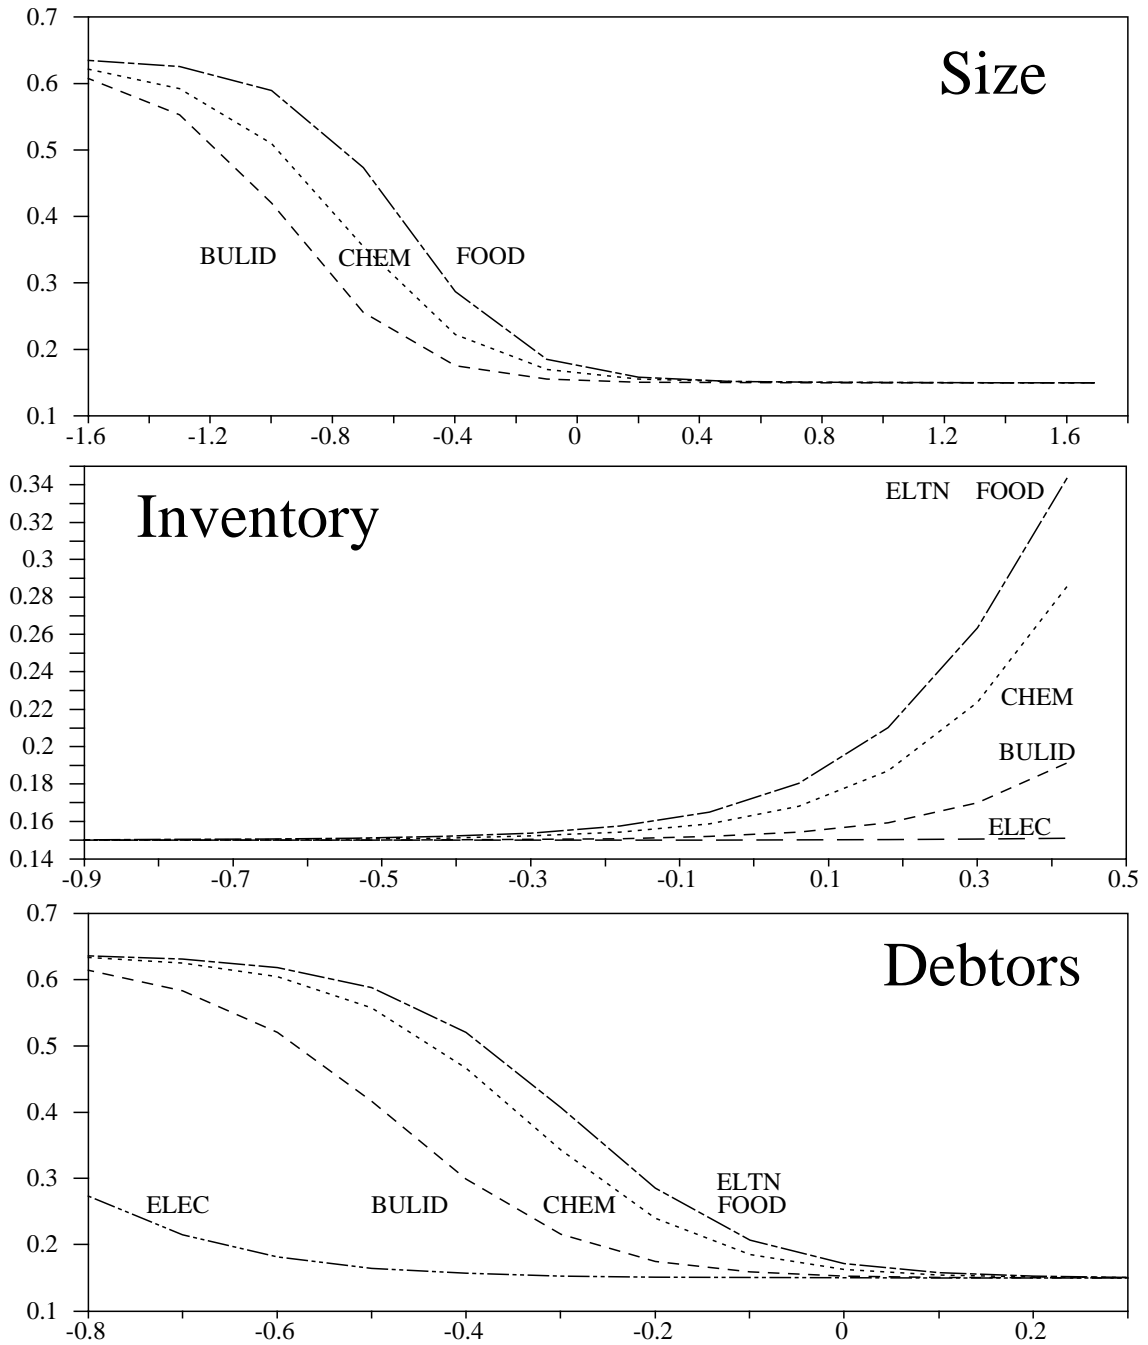 0.7
Size
0.6
0.5
0.4
BULID CHEM FOOD
0.3
0.2
0.1
-1.6 -1.2 -0.8 -0.4 0 0.4 0.8 1.2 1.6
0.34 ELTN FOOD
Inventory
0.32
0.3
0.28
0.26
0.24
CHEM
0.22
0.2 BULID
0.18
0.16 ELEC
0.14
-0.9 -0.7 -0.5 -0.3 -0.1 0.1 0.3 0.5
0.7
Debtors
0.6
0.5
0.4
0.3 ELTN
ELEC BULID CHEM FOOD
0.2
0.1
-0.8 -0.6 -0.4 -0.2 0 0.2